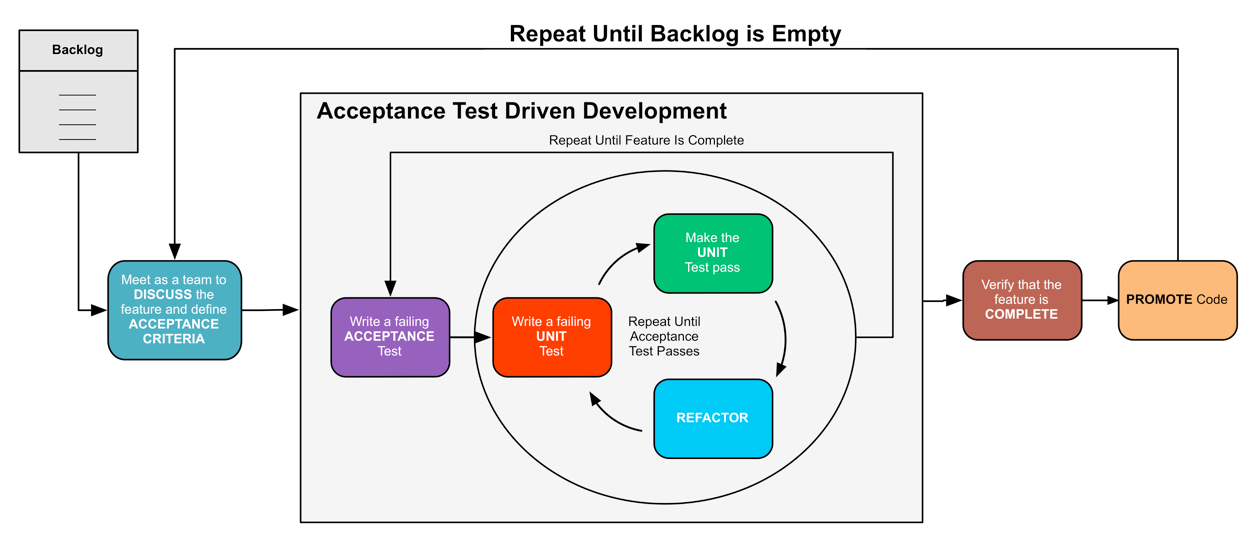 Repeat Until Backlog is Empty
Backlog
Acceptance Test Driven Development
Repeat Until Feature Is Complete
Meet as a team to
DISCUSS the
feature and define
ACCEPTANCE
CRITERIA
Write a failing
ACCEPTANCE
Test
Write a failing
UNIT
Test
Make the
UNIT
Test pass
Repeat Until
Acceptance
Test Passes
REFACTOR
Verify that the
feature is
COMPLETE
PROMOTE Code